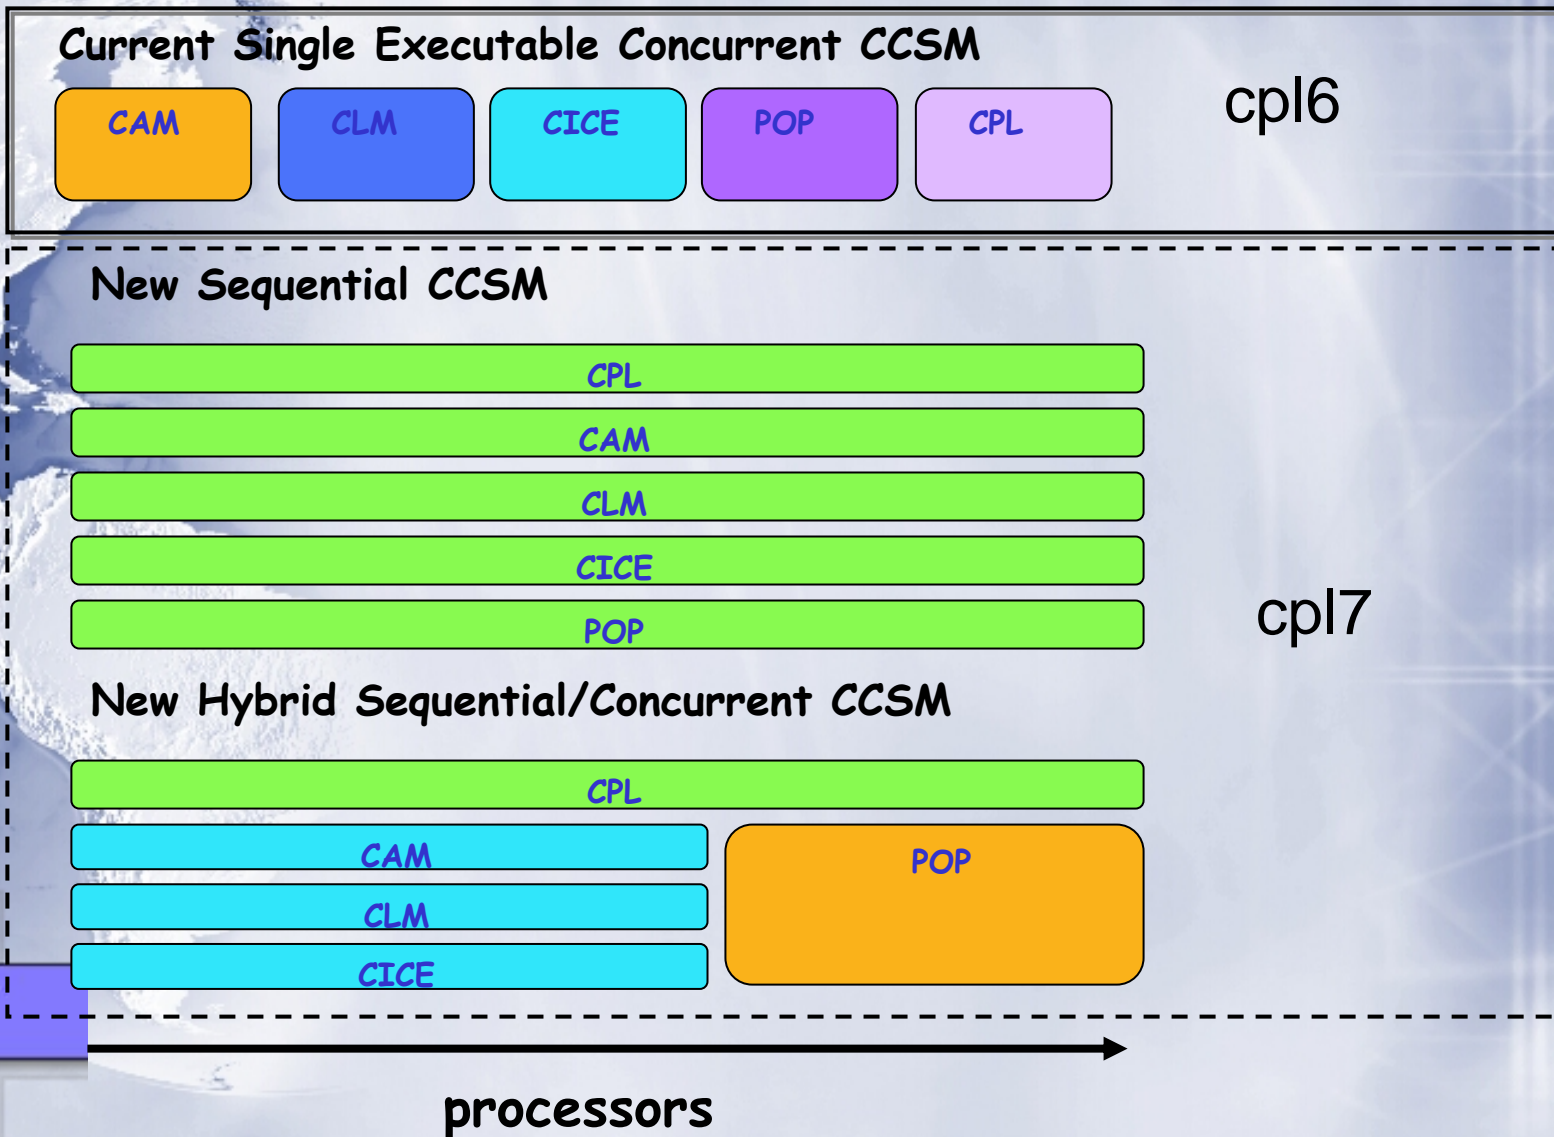 Current Single Executable Concurrent CCSM
CAM CLM CICE POP CPL
cpl6
New Sequential CCSM
CPL
CAM
CLM
CICE
POP
cpl7
New Hybrid Sequential/Concurrent CCSM
CPL
CAM
CLM
CICE
POP
processors